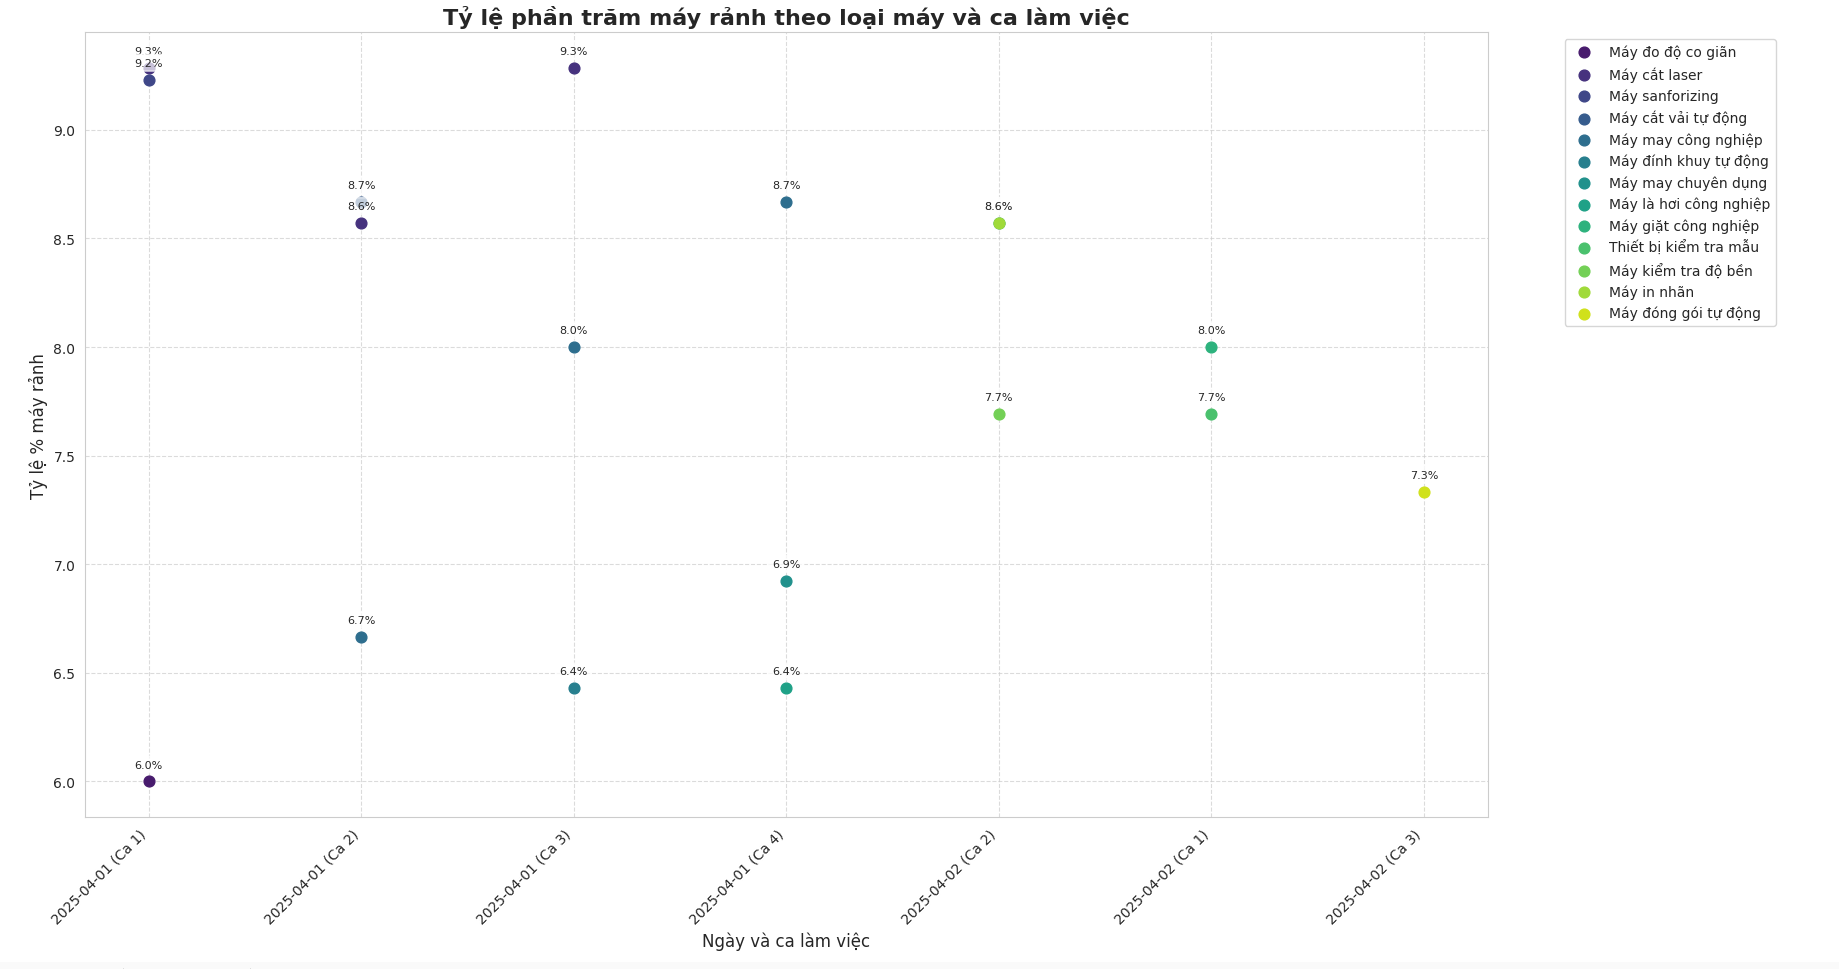 Tỷ lệ phần trăm máy rảnh theo loại máy và ca làm việc
9.3%
9.2%
9.3%
8.7%
8.6%
8.7%
8.6%
8.0%
8.0%
7.7%
7.7%
7.3%
6.9%
6.7%
6.4%
6.4%
6.0%
9.0
8.5
8.0
7.5
7.0
6.5
6.0
Tỷ lệ % máy rảnh
2025-04-01 (Ca 1)
2025-04-01 (Ca 2)
2025-04-01 (Ca 3)
2025-04-01 (Ca 4)
2025-04-02 (Ca 2)
2025-04-02 (Ca 1)
2025-04-02 (Ca 3)
Ngày và ca làm việc
Máy đo độ co giãn
Máy cắt laser
Máy sanforizing
Máy cắt vải tự động
Máy may công nghiệp
Máy đính khuy tự động
Máy may chuyên dụng
Máy là hơi công nghiệp
Máy giặt công nghiệp
Thiết bị kiểm tra mẫu
Máy kiểm tra độ bền
Máy in nhãn
Máy đóng gói tự động